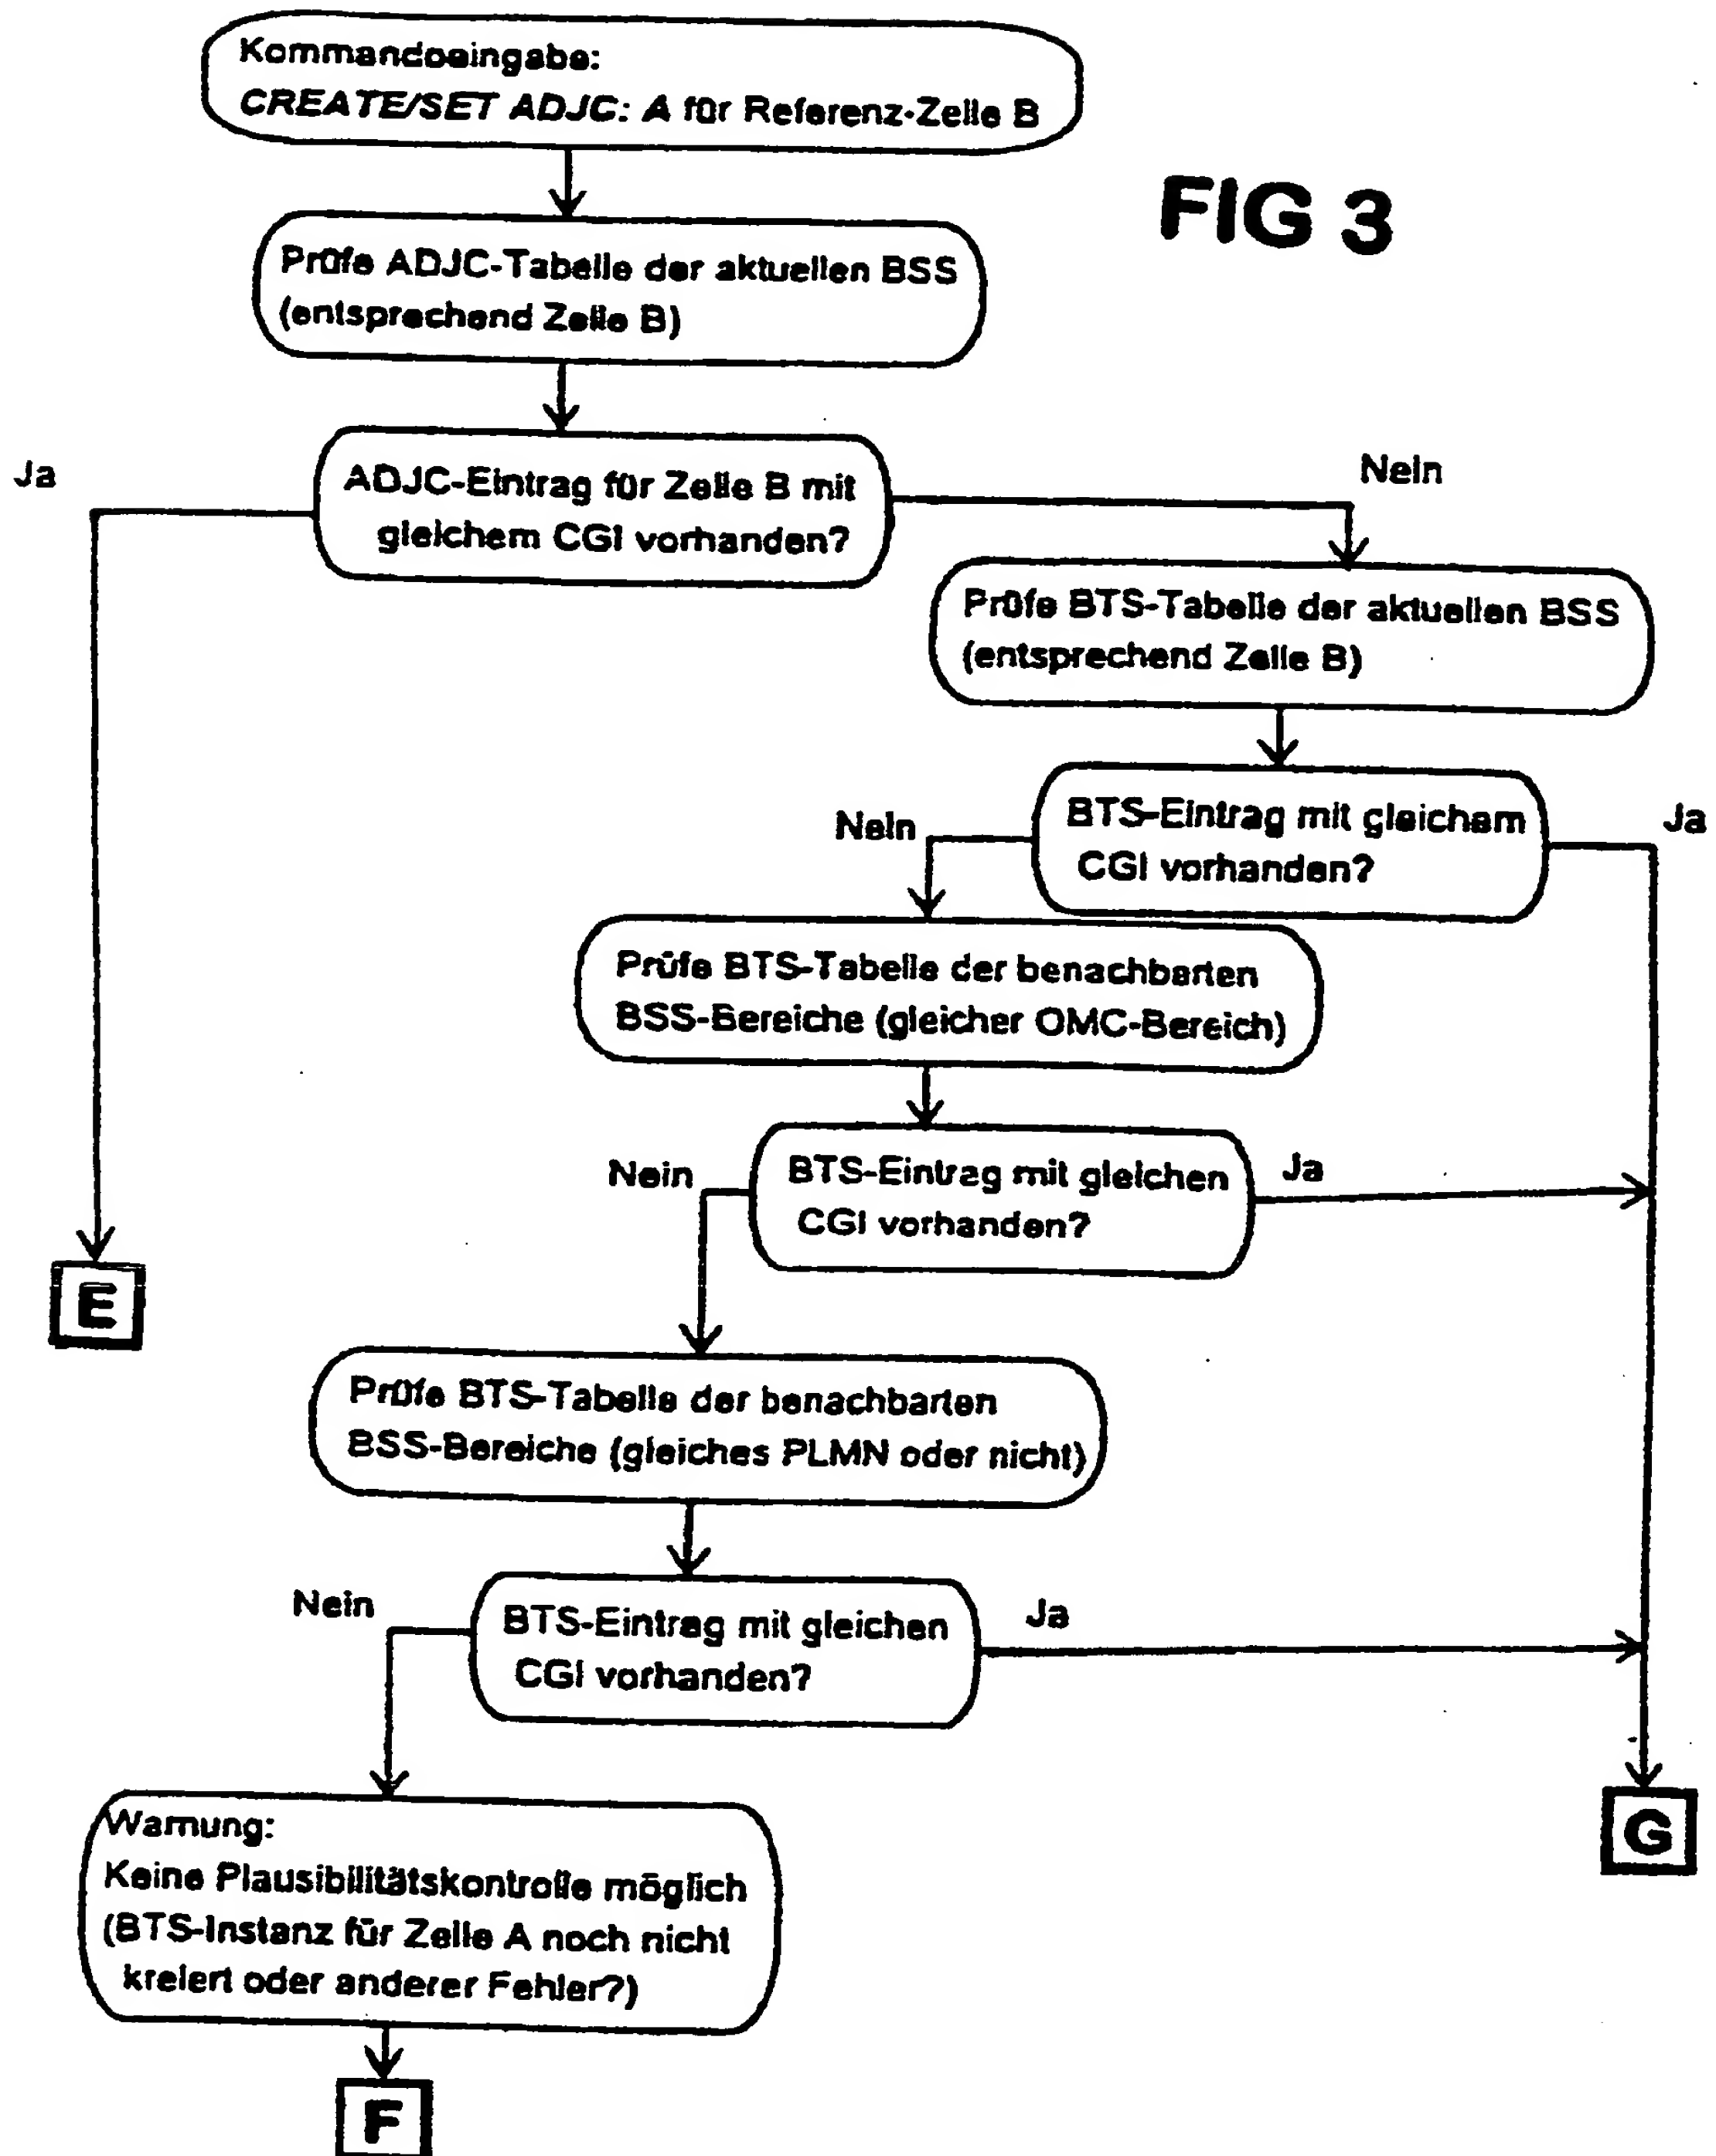 Kommandoeingabe:
CREATE/SET ADJC: A für Referenz-Zelle B
FIG 3
Prüfe ADJC-Tabelle der aktuellen BSS
(entsprechend Zelle B)
Ja
ADJC-Eintrag für Zelle B mit
gleichem CGI vorhanden?
Nein
Prüfe BTS-Tabelle der aktuellen BSS
(entsprechend Zelle B)
Nein
BTS-Eintrag mit gleichem
CGI vorhanden?
Ja
Prüfe BTS-Tabelle der benachbarten
BSS-Bereiche (gleicher OMC-Bereich)
Nein
BTS-Eintrag mit gleichen
CGI vorhanden?
Ja
E
Prüfe BTS-Tabelle der benachbarten
BSS-Bereiche (gleiches PLMN oder nicht)
Nein
BTS-Eintrag mit gleichen
CGI vorhanden?
Ja
Warnung:
Keine Plausibilitätskontrolle möglich
(BTS-Instanz für Zelle A noch nicht
kreiert oder anderer Fehler?)
G
F